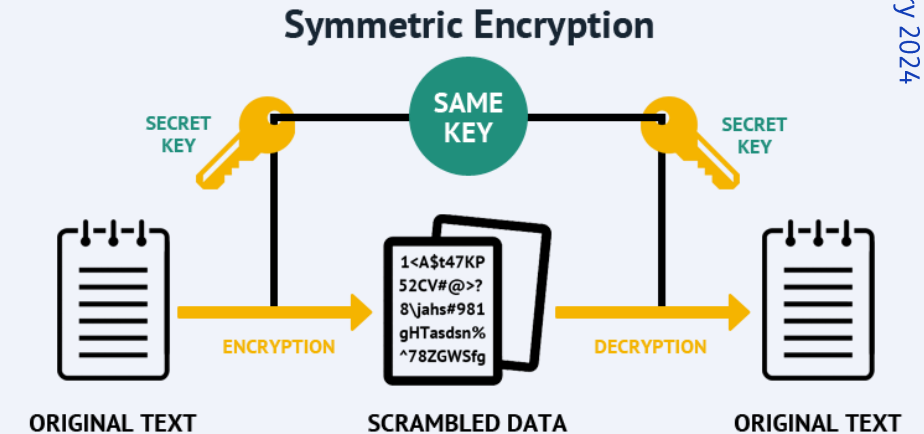 Symmetric Encryption
ry 2024
SAME
KEY
SECRET
KEY
SECRET
KEY
1<A$t47KP
52CV#@>?
8\jahs#981
gHTasdsn%
^78ZGWSfg
ENCRYPTION
DECRYPTION
ORIGINAL TEXT
SCRAMBLED DATA
ORIGINAL TEXT